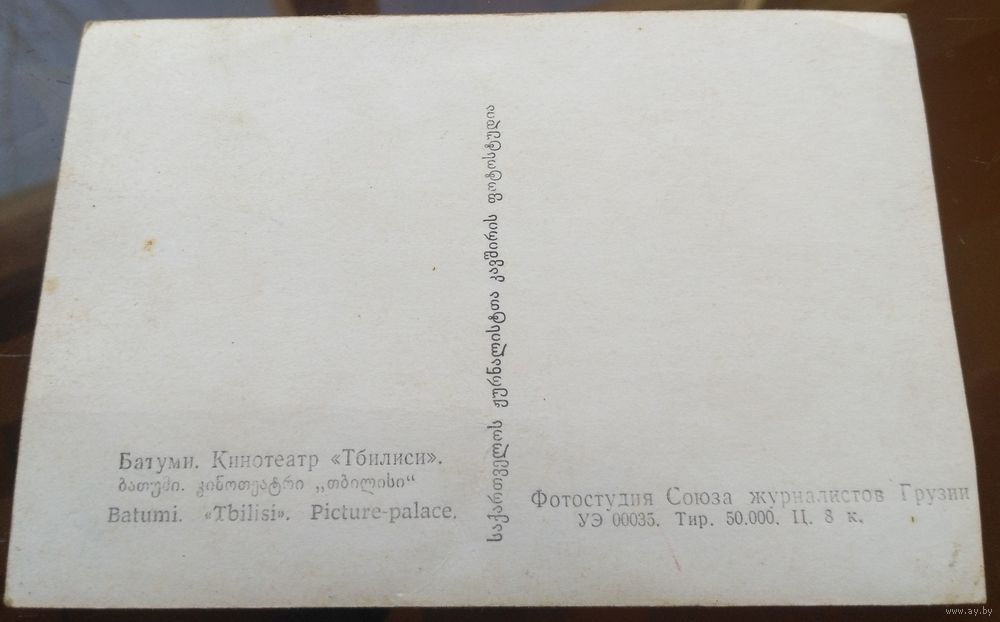 Батуми. Кинотеатр «Тбилиси».
ბათუმი. კინოთეატრი „თბილისი“
Batumi. «Tbilisi». Picture-palace.
საქართველოს ჟურნალისტთა კავშირის ფოტოსტუდია
Фотостудия Союза журналистов Грузии
УЭ 00035. Тир. 50.000. Ц. 8 к.
www.ay.by